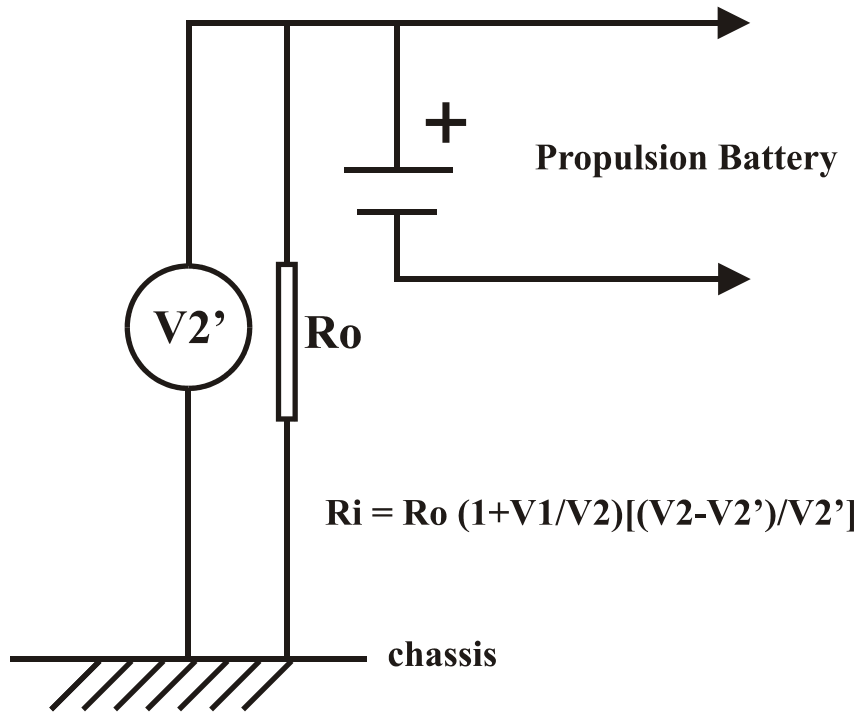 +
Propulsion Battery
V2’
Ro
Ri = Ro (1+V1/V2)[(V2-V2’)/V2’]
chassis